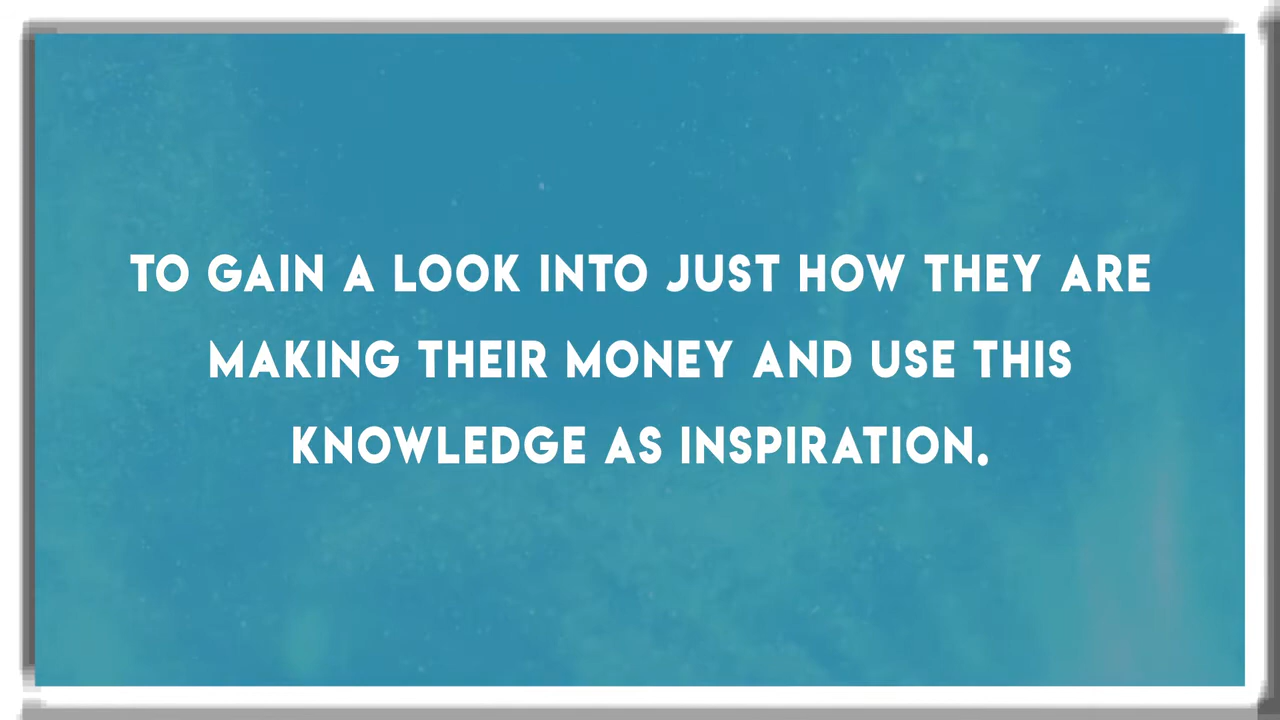 TO GAIN A LOOK INTO JUST HOW THEY ARE
MAKING THEIR MONEY AND USE THIS
KNOWLEDGE AS INSPIRATION.